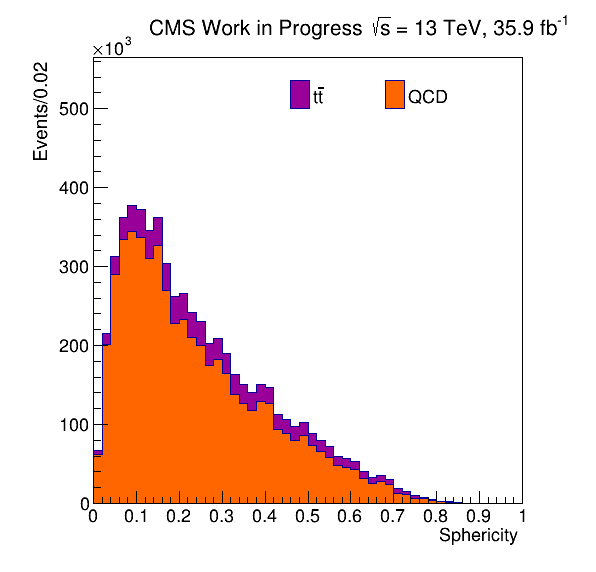 CMS Work in Progress √s = 13 TeV, 35.9 fb⁻¹
×10³
Events/0.02
tt̄
QCD
500
400
300
200
100
0
0 0.1 0.2 0.3 0.4 0.5 0.6 0.7 0.8 0.9 1
Sphericity